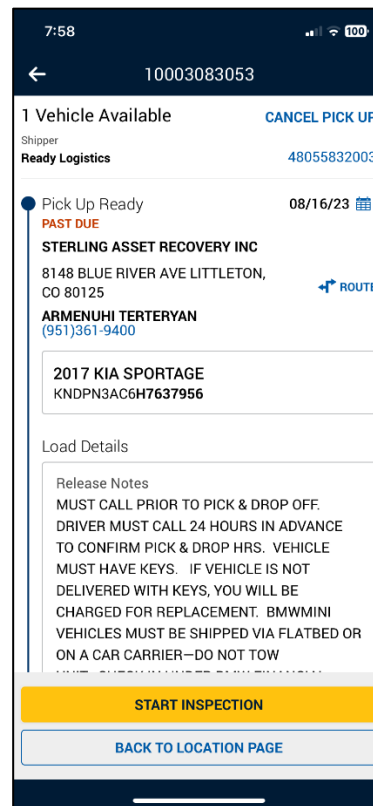 7:58
100
10003083053
1 Vehicle Available
CANCEL PICK UP
Shipper
Ready Logistics
48055832003
Pick Up Ready
08/16/23
PAST DUE
STERLING ASSET RECOVERY INC
8148 BLUE RIVER AVE LITTLETON,
CO 80125
ROUTE
ARMENUHI TERTERYAN
(951)361-9400
2017 KIA SPORTAGE
KNDPN3AC6H7637956
Load Details
Release Notes
MUST CALL PRIOR TO PICK & DROP OFF.
DRIVER MUST CALL 24 HOURS IN ADVANCE
TO CONFIRM PICK & DROP HRS. VEHICLE
MUST HAVE KEYS. IF VEHICLE IS NOT
DELIVERED WITH KEYS, YOU WILL BE
CHARGED FOR REPLACEMENT. BMWMINI
VEHICLES MUST BE SHIPPED VIA FLATBED OR
ON A CAR CARRIER—DO NOT TOW
START INSPECTION
BACK TO LOCATION PAGE